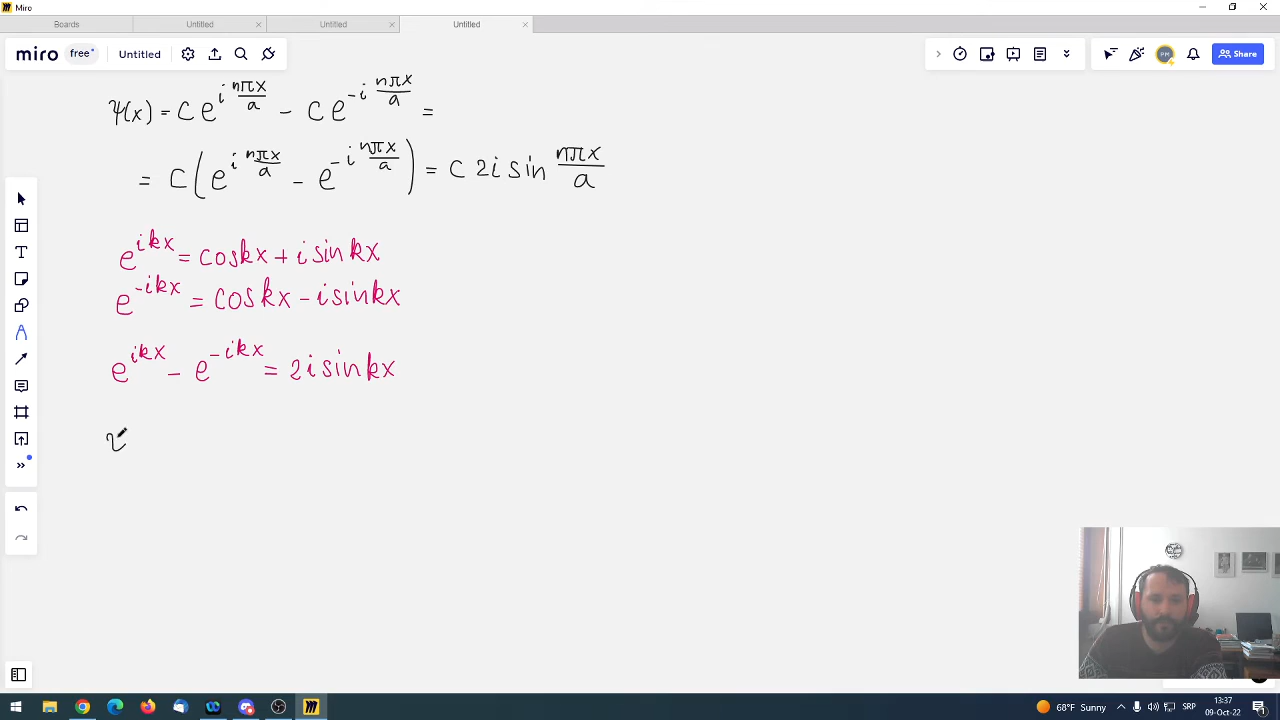 Miro
Boards
Untitled
Untitled
Untitled
miro free Untitled
PM
Share
ψ(x) = C e^{i nπx/a} - C e^{-i nπx/a} =
= C (e^{i nπx/a} - e^{-i nπx/a}) = C 2i sin nπx/a
e^{ikx} = cos kx + i sin kx
e^{-ikx} = cos kx - i sin kx
e^{ikx} - e^{-ikx} = 2i sin kx
68°F Sunny
SRP
13:37
09-Oct-22